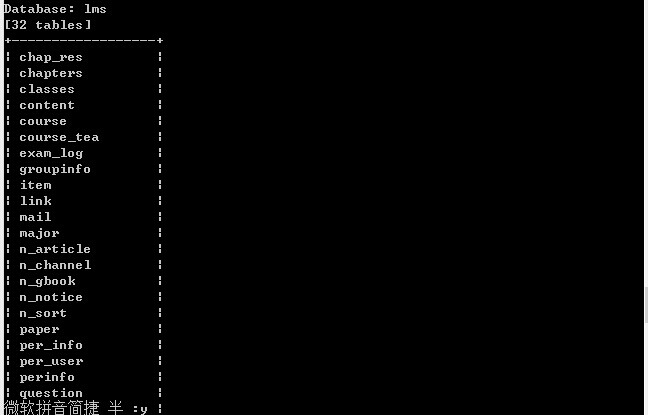 Database: lms
[32 tables]
+------------------+
¦ chap_res ¦
¦ chapters ¦
¦ classes ¦
¦ content ¦
¦ course ¦
¦ course_tea ¦
¦ exam_log ¦
¦ groupinfo ¦
¦ item ¦
¦ link ¦
¦ mail ¦
¦ major ¦
¦ n_article ¦
¦ n_channel ¦
¦ n_gbook ¦
¦ n_notice ¦
¦ n_sort ¦
¦ paper ¦
¦ per_info ¦
¦ per_user ¦
¦ perinfo ¦
¦ question ¦
微软拼音简捷 半 :y ¦